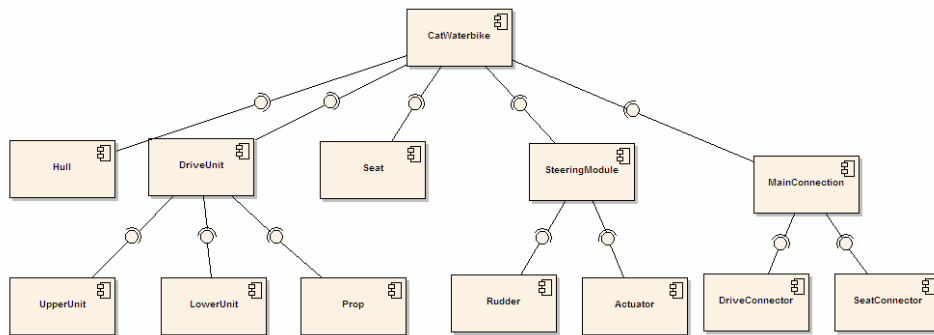 CatWaterbike
Hull
DriveUnit
Seat
SteeringModule
MainConnection
UpperUnit
LowerUnit
Prop
Rudder
Actuator
DriveConnector
SeatConnector